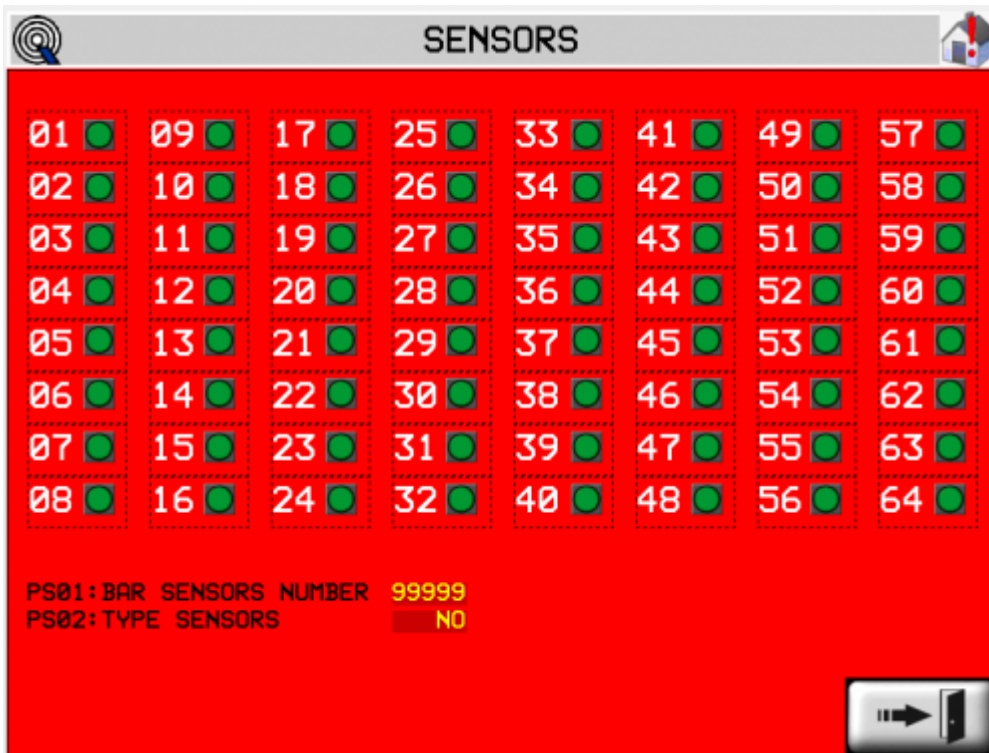 SENSORS
01 09 17 25 33 41 49 57
02 10 18 26 34 42 50 58
03 11 19 27 35 43 51 59
04 12 20 28 36 44 52 60
05 13 21 29 37 45 53 61
06 14 22 30 38 46 54 62
07 15 23 31 39 47 55 63
08 16 24 32 40 48 56 64
PS01:BAR SENSORS NUMBER 99999
PS02:TYPE SENSORS NO